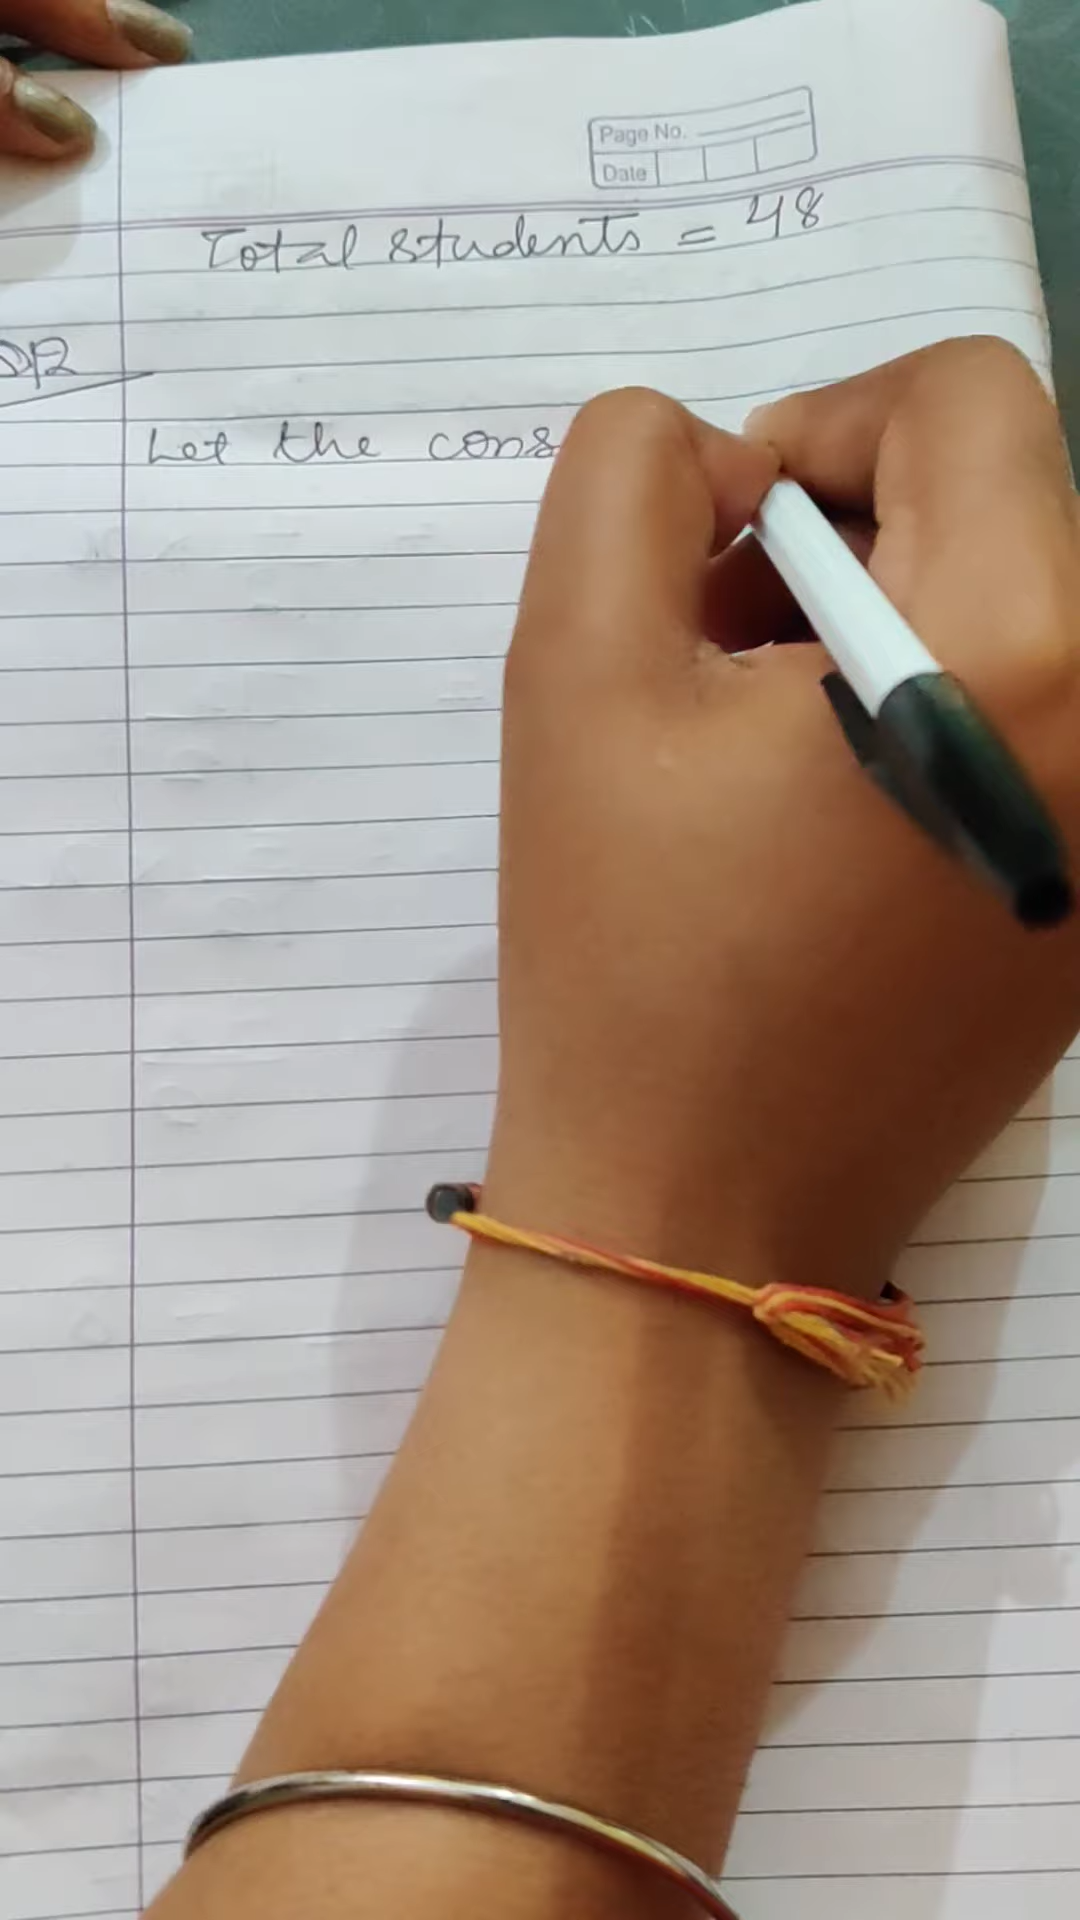 Page No.
Date
Total students = 48
Let the cons